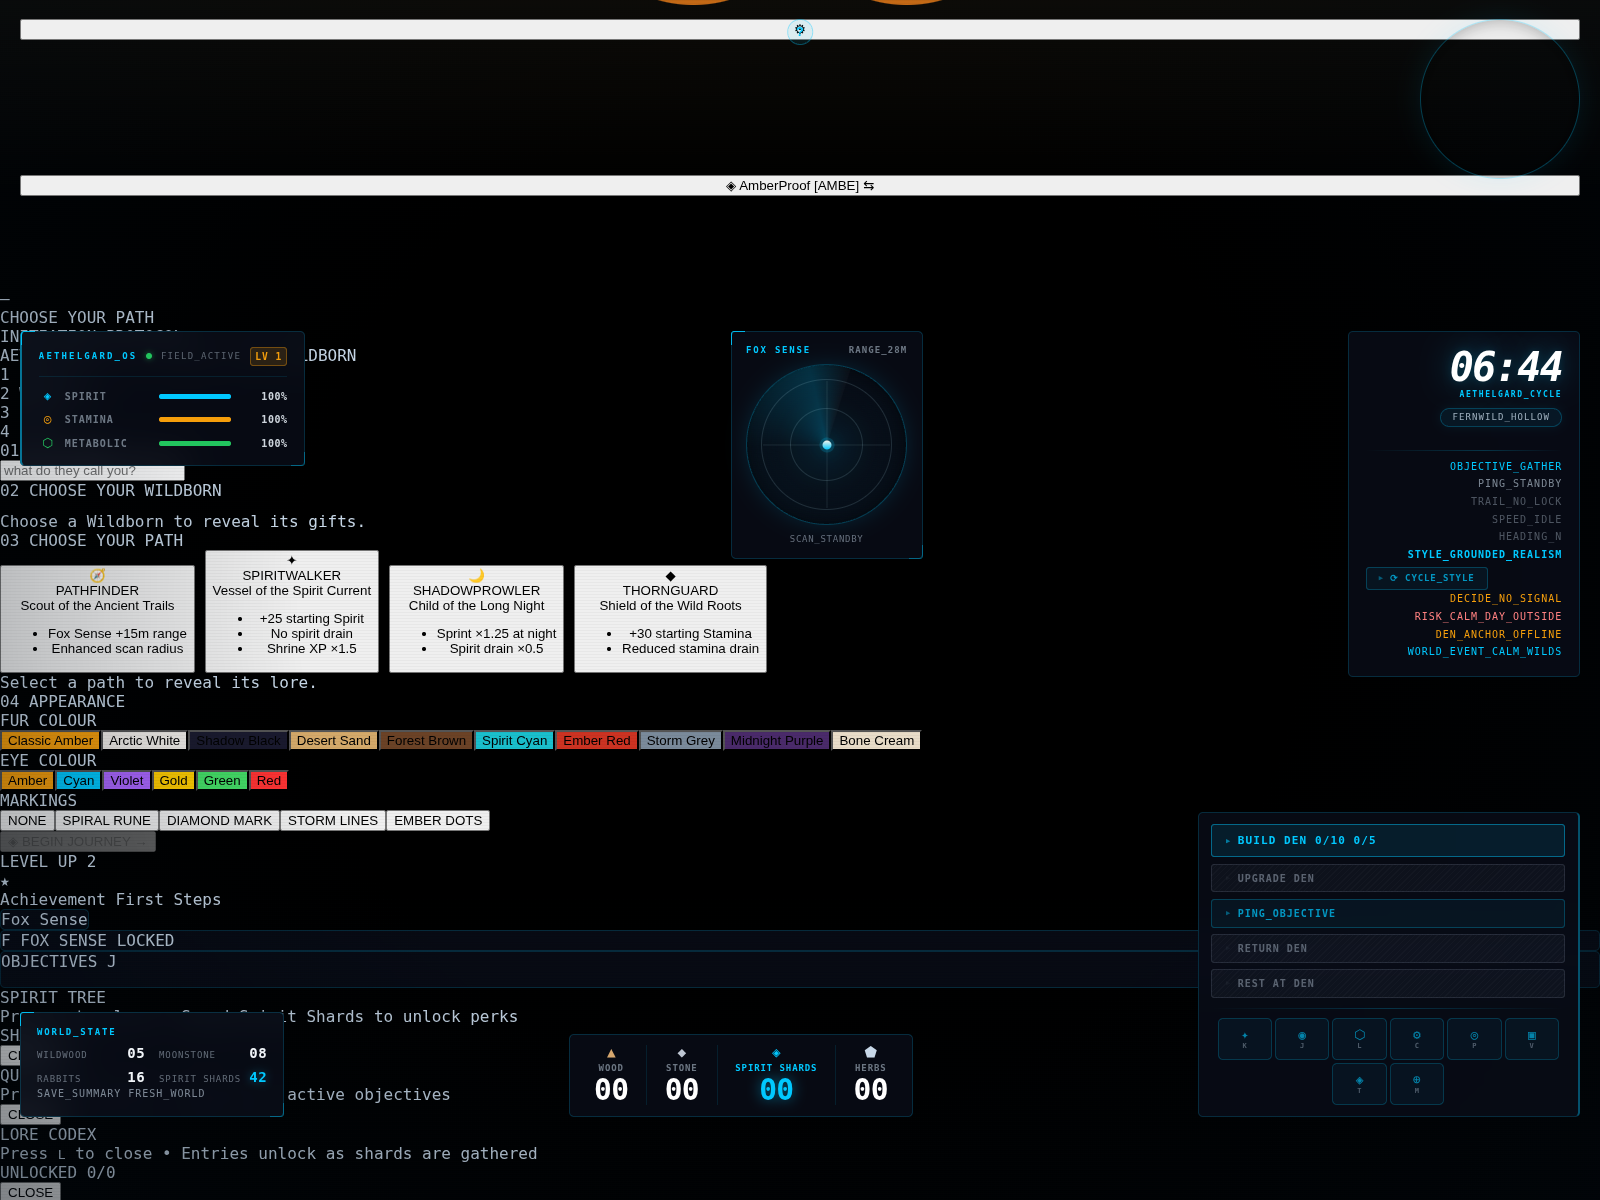 ◈ AmberProof [AMBE] ⇆
—
CHOOSE YOUR PATH
AETHELGARD_OS ● FIELD_ACTIVE LV 1
◈ SPIRIT 100%
◎ STAMINA 100%
⬡ METABOLIC 100%
1
2
3
4
01
what do they call you?
02 CHOOSE YOUR WILDBORN
Choose a Wildborn to reveal its gifts.
03 CHOOSE YOUR PATH
FOX SENSE RANGE_28M
SCAN_STANDBY
06:44
AETHELGARD_CYCLE
FERNWILD_HOLLOW
OBJECTIVE_GATHER
PING_STANDBY
TRAIL_NO_LOCK
SPEED_IDLE
HEADING_N
STYLE_GROUNDED_REALISM
▸ ⟳ CYCLE_STYLE
DECIDE_NO_SIGNAL
RISK_CALM_DAY_OUTSIDE
DEN_ANCHOR_OFFLINE
WORLD_EVENT_CALM_WILDS
🧭
PATHFINDER
Scout of the Ancient Trails
• Fox Sense +15m range
• Enhanced scan radius
✦
SPIRITWALKER
Vessel of the Spirit Current
• +25 starting Spirit
• No spirit drain
• Shrine XP ×1.5
🌙
SHADOWPROWLER
Child of the Long Night
• Sprint ×1.25 at night
• Spirit drain ×0.5
◆
THORNGUARD
Shield of the Wild Roots
• +30 starting Stamina
• Reduced stamina drain
Select a path to reveal its lore.
04 APPEARANCE
FUR COLOUR
Classic Amber Arctic White Shadow Black Desert Sand Forest Brown Spirit Cyan Ember Red Storm Grey Midnight Purple Bone Cream
EYE COLOUR
Amber Cyan Violet Gold Green Red
MARKINGS
NONE SPIRAL RUNE DIAMOND MARK STORM LINES EMBER DOTS
◈ BEGIN JOURNEY →
LEVEL UP 2
★
Achievement First Steps
Fox Sense
F FOX SENSE LOCKED
OBJECTIVES J
SPIRIT TREE
Spirit Shards to unlock perks
WORLD_STATE
WILDWOOD 05 MOONSTONE 08
RABBITS 16 SPIRIT SHARDS 42
SAVE_SUMMARY FRESH_WORLD
active objectives
CLOSE
LORE CODEX
Press L to close • Entries unlock as shards are gathered
UNLOCKED 0/0
CLOSE
▲ WOOD 00
◆ STONE 00
◈ SPIRIT SHARDS 00
⬟ HERBS 00
▸ BUILD DEN 0/10 0/5
UPGRADE DEN
▸ PING_OBJECTIVE
RETURN DEN
REST AT DEN
K J L C P V
T M